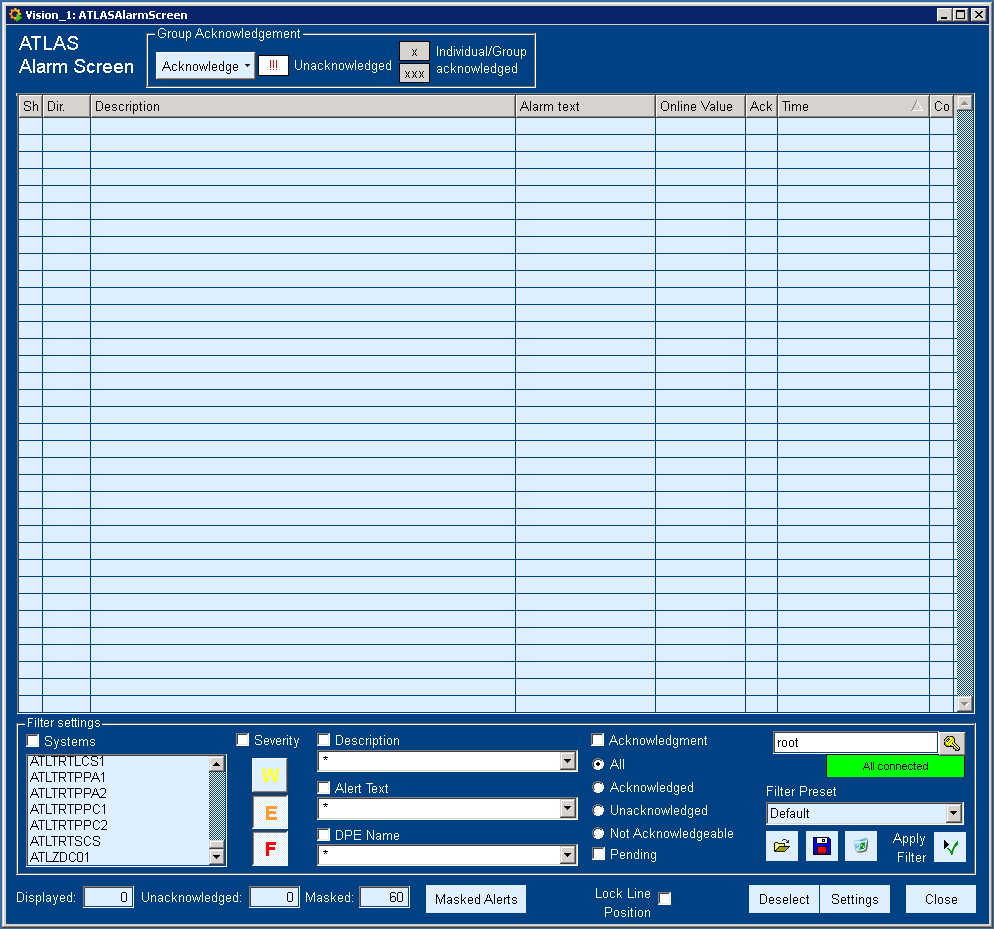 Vision_1: ATLASAlarmScreen
ATLAS
Alarm Screen
Group Acknowledgement
Acknowledge
!!!
Unacknowledged
x
xxx
Individual/Group
acknowledged
Sh Dir. Description Alarm text Online Value Ack Time Co
Filter settings
Systems
ATLTRTLCS1
ATLTRTPPA1
ATLTRTPPA2
ATLTRTPPC1
ATLTRTPPC2
ATLTRTSCS
ATLZDC01
Severity
W
E
F
Description
*
Alert Text
*
DPE Name
*
Acknowledgment
All
Acknowledged
Unacknowledged
Not Acknowledgeable
Pending
root
All connected
Filter Preset
Default
Apply
Filter
Displayed: 0 Unacknowledged: 0 Masked: 60
Masked Alerts
Lock Line
Position
Deselect
Settings
Close